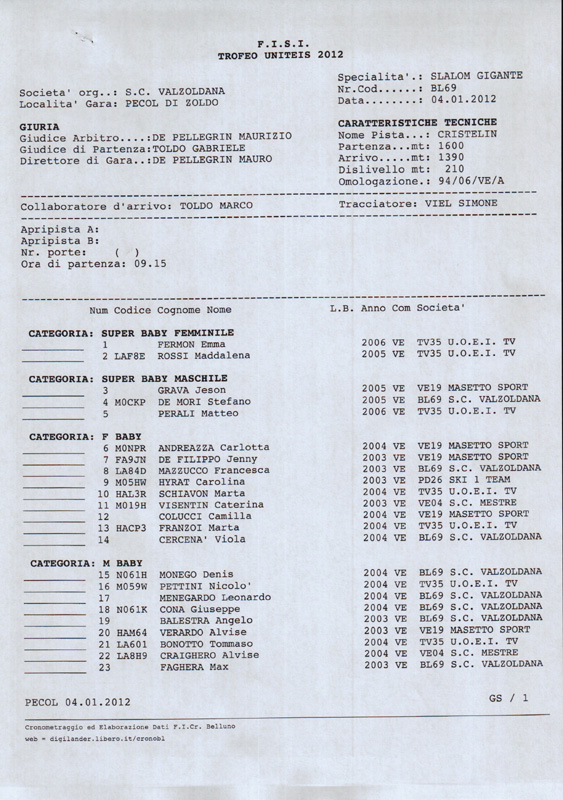 F.I.S.I.
TROFEO UNITEIS 2012
Societa' org..: S.C. VALZOLDANA
Localita' Gara: PECOL DI ZOLDO
Specialita'.: SLALOM GIGANTE
Nr.Cod......: BL69
Data........: 04.01.2012
GIURIA
Giudice Arbitro....:DE PELLEGRIN MAURIZIO
Giudice di Partenza:TOLDO GABRIELE
Direttore di Gara..:DE PELLEGRIN MAURO
CARATTERISTICHE TECNICHE
Nome Pista...: CRISTELIN
Partenza...mt: 1600
Arrivo.....mt: 1390
Dislivello mt: 210
Omologazione.: 94/06/VE/A
Collaboratore d'arrivo: TOLDO MARCO Tracciatore: VIEL SIMONE
Apripista A:
Apripista B:
Nr. porte: ( )
Ora di partenza: 09.15
Num Codice Cognome Nome L.B. Anno Com Societa'
CATEGORIA: SUPER BABY FEMMINILE
1 FERMON Emma 2006 VE TV35 U.O.E.I. TV
2 LAF8E ROSSI Maddalena 2005 VE TV35 U.O.E.I. TV
CATEGORIA: SUPER BABY MASCHILE
3 GRAVA Jeson 2005 VE VE19 MASETTO SPORT
4 M0CKP DE MORI Stefano 2005 VE BL69 S.C. VALZOLDANA
5 PERALI Matteo 2006 VE TV35 U.O.E.I. TV
CATEGORIA: F BABY
6 M0NPR ANDREAZZA Carlotta 2004 VE VE19 MASETTO SPORT
7 FA9JN DE FILIPPO Jenny 2004 VE VE19 MASETTO SPORT
8 LA84D MAZZUCCO Francesca 2003 VE BL69 S.C. VALZOLDANA
9 M05HW HYRAT Carolina 2003 VE PD26 SKI 1 TEAM
10 HAL3R SCHIAVON Marta 2004 VE TV35 U.O.E.I. TV
11 M019H VISENTIN Caterina 2003 VE VE04 S.C. MESTRE
12 COLUCCI Camilla 2004 VE VE19 MASETTO SPORT
13 HACP3 FRANZOI Marta 2004 VE TV35 U.O.E.I. TV
14 CERCENA' Viola 2004 VE BL69 S.C. VALZOLDANA
CATEGORIA: M BABY
15 N061H MONEGO Denis 2004 VE BL69 S.C. VALZOLDANA
16 M059W PETTINI Nicolo' 2004 VE TV35 U.O.E.I. TV
17 MENEGARDO Leonardo 2004 VE BL69 S.C. VALZOLDANA
18 N061K CONA Giuseppe 2004 VE BL69 S.C. VALZOLDANA
19 BALESTRA Angelo 2003 VE BL69 S.C. VALZOLDANA
20 HAM64 VERARDO Alvise 2003 VE VE19 MASETTO SPORT
21 LA601 BONOTTO Tommaso 2004 VE TV35 U.O.E.I. TV
22 LA8H9 CRAIGHERO Alvise 2004 VE VE04 S.C. MESTRE
23 FAGHERA Max 2003 VE BL69 S.C. VALZOLDANA
PECOL 04.01.2012 GS / 1
Cronometraggio ed Elaborazione Dati F.I.Cr. Belluno
web = digilander.libero.it/cronobl